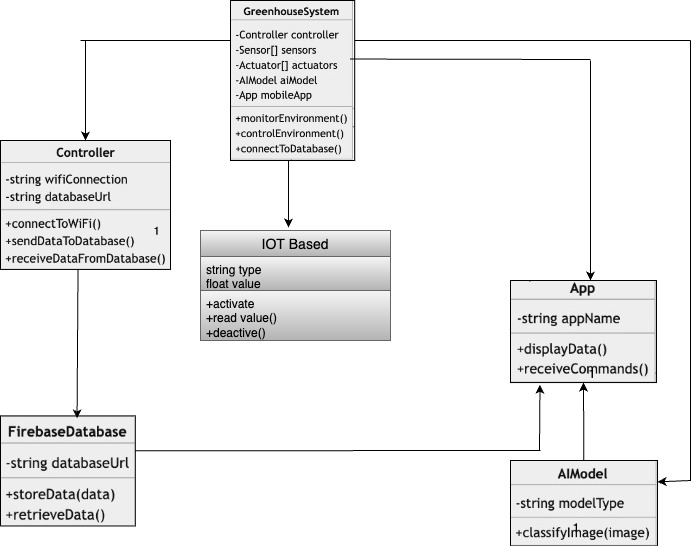 GreenhouseSystem
-Controller controller
-Sensor[] sensors
-Actuator[] actuators
-AIModel aiModel
-App mobileApp
+monitorEnvironment()
+controlEnvironment()
+connectToDatabase()
Controller
-string wifiConnection
-string databaseUrl
+connectToWiFi()
1
+sendDataToDatabase()
+receiveDataFromDatabase()
IOT Based
string type
float value
+activate
+read value()
+deactive()
App
-string appName
+displayData()
+receiveCommands()
1
FirebaseDatabase
-string databaseUrl
+storeData(data)
+retrieveData()
AIModel
-string modelType
1
+classifyImage(image)